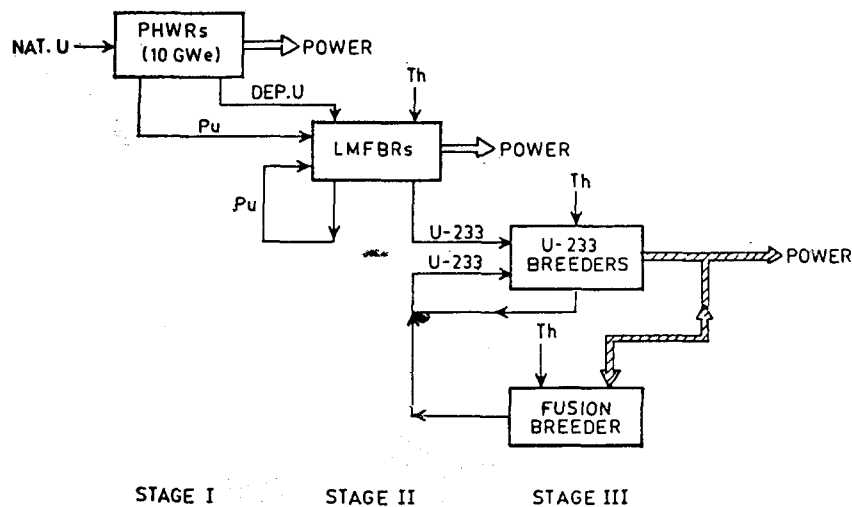 PHWRs
(10 GWe)
NAT. U
POWER
DEP.U
Th
Pu
LMFBRs
POWER
Pu
Th
U-233
U-233
U-233
BREEDERS
POWER
Th
FUSION
BREEDER
STAGE I
STAGE II
STAGE III